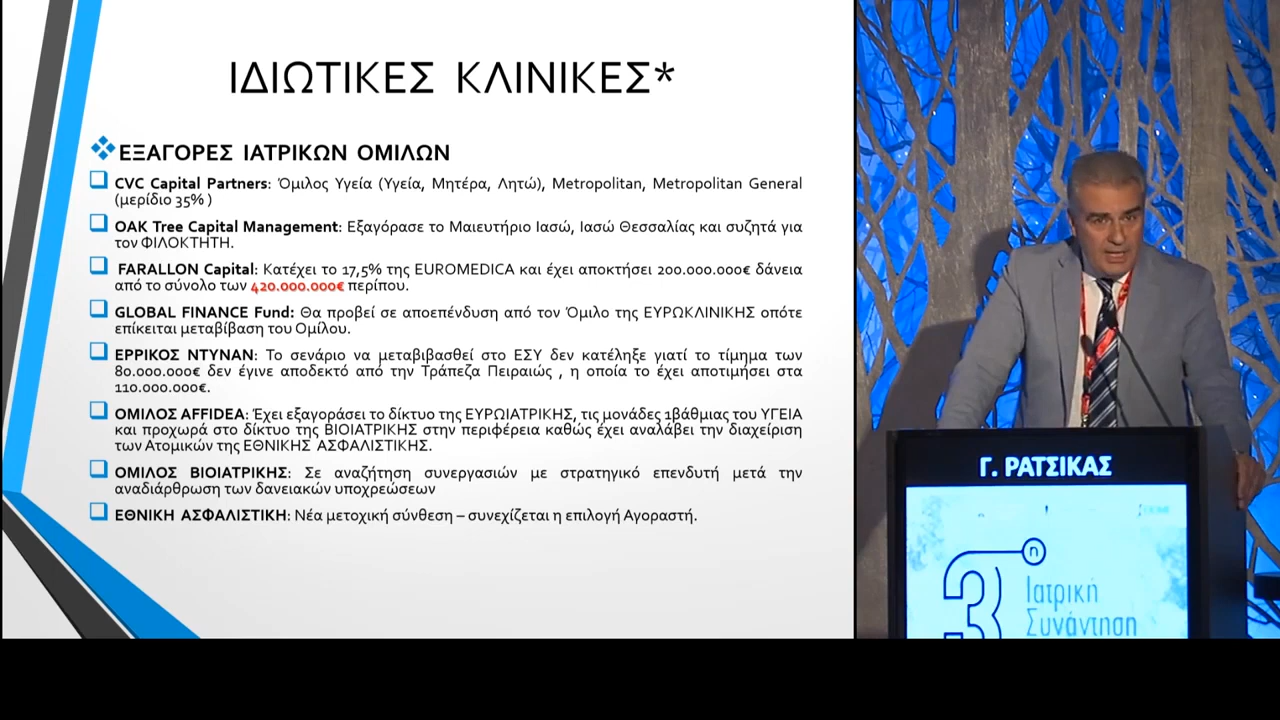 ΙΔΙΩΤΙΚΕΣ ΚΛΙΝΙΚΕΣ*
ΕΞΑΓΟΡΕΣ ΙΑΤΡΙΚΩΝ ΟΜΙΛΩΝ
CVC Capital Partners: Όμιλος Υγεία (Υγεία, Μητέρα, Λητώ), Metropolitan, Metropolitan General
(μερίδιο 35% )
OAK Tree Capital Management: Εξαγόρασε το Μαιευτήριο Ιασώ, Ιασώ Θεσσαλίας και συζητά για
τον ΦΙΛΟΚΤΗΤΗ.
FARALLON Capital: Κατέχει το 17,5% της EUROMEDICA και έχει αποκτήσει 200.000.000€ δάνεια
από το σύνολο των 420.000.000€ περίπου.
GLOBAL FINANCE Fund: Θα προβεί σε αποεπένδυση από τον Όμιλο της ΕΥΡΩΚΛΙΝΙΚΗΣ οπότε
επίκειται μεταβίβαση του Ομίλου.
ΕΡΡΙΚΟΣ ΝΤΥΝΑΝ: Το σενάριο να μεταβιβασθεί στο ΕΣΥ δεν κατέληξε γιατί το τίμημα των
80.000.000€ δεν έγινε αποδεκτό από την Τράπεζα Πειραιώς , η οποία το έχει αποτιμήσει στα
110.000.000€.
ΟΜΙΛΟΣ AFFIDEA: Έχει εξαγοράσει το δίκτυο της ΕΥΡΩΙΑΤΡΙΚΗΣ, τις μονάδες 1βάθμιας του ΥΓΕΙΑ
και προχωρά στο δίκτυο της ΒΙΟΙΑΤΡΙΚΗΣ στην περιφέρεια καθώς έχει αναλάβει την διαχείριση
των Ατομικών της ΕΘΝΙΚΗΣ ΑΣΦΑΛΙΣΤΙΚΗΣ.
ΟΜΙΛΟΣ ΒΙΟΙΑΤΡΙΚΗΣ: Σε αναζήτηση συνεργασιών με στρατηγικό επενδυτή μετά την
αναδιάρθρωση των δανειακών υποχρεώσεων
ΕΘΝΙΚΗ ΑΣΦΑΛΙΣΤΙΚΗ: Νέα μετοχική σύνθεση – συνεχίζεται η επιλογή Αγοραστή.
Γ. ΡΑΤΣΙΚΑΣ
3η
Ιατρική
Συνάντηση